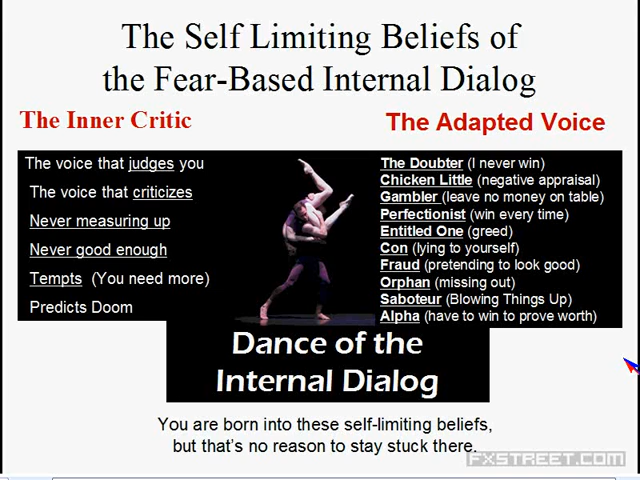 The Self Limiting Beliefs of
the Fear-Based Internal Dialog
The Inner Critic
The voice that judges you
The voice that criticizes
Never measuring up
Never good enough
Tempts (You need more)
Predicts Doom
The Adapted Voice
The Doubter (I never win)
Chicken Little (negative appraisal)
Gambler (leave no money on table)
Perfectionist (win every time)
Entitled One (greed)
Con (lying to yourself)
Fraud (pretending to look good)
Orphan (missing out)
Saboteur (Blowing Things Up)
Alpha (have to win to prove worth)
Dance of the
Internal Dialog
You are born into these self-limiting beliefs,
but that's no reason to stay stuck there.
FXSTREET.COM